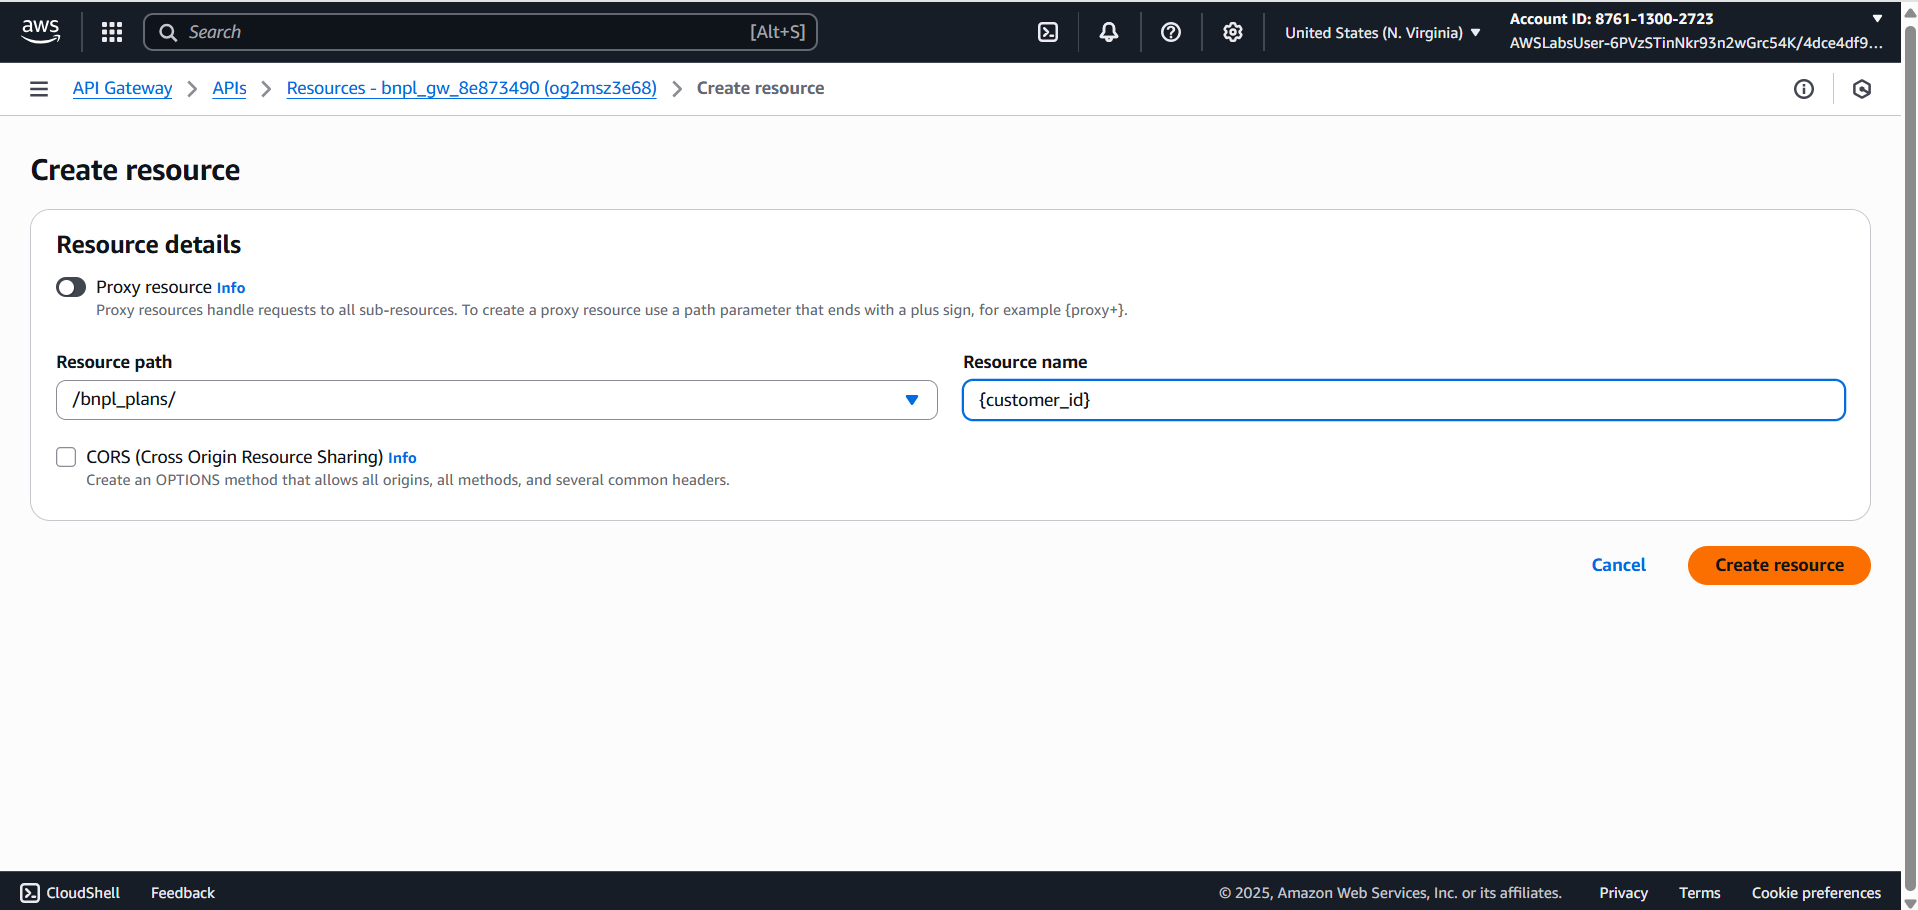 aws
Search
[Alt+S]
United States (N. Virginia)
Account ID: 8761-1300-2723
AWSLabsUser-6PVzSTinNkr93n2wGrc54K/4dce4df9...
API Gateway
APIs
Resources - bnpl_gw_8e873490 (og2msz3e68)
Create resource
Create resource
Resource details
Proxy resource Info
Proxy resources handle requests to all sub-resources. To create a proxy resource use a path parameter that ends with a plus sign, for example {proxy+}.
Resource path
Resource name
/bnpl_plans/
{customer_id}
CORS (Cross Origin Resource Sharing) Info
Create an OPTIONS method that allows all origins, all methods, and several common headers.
Cancel
Create resource
CloudShell
Feedback
© 2025, Amazon Web Services, Inc. or its affiliates.
Privacy
Terms
Cookie preferences